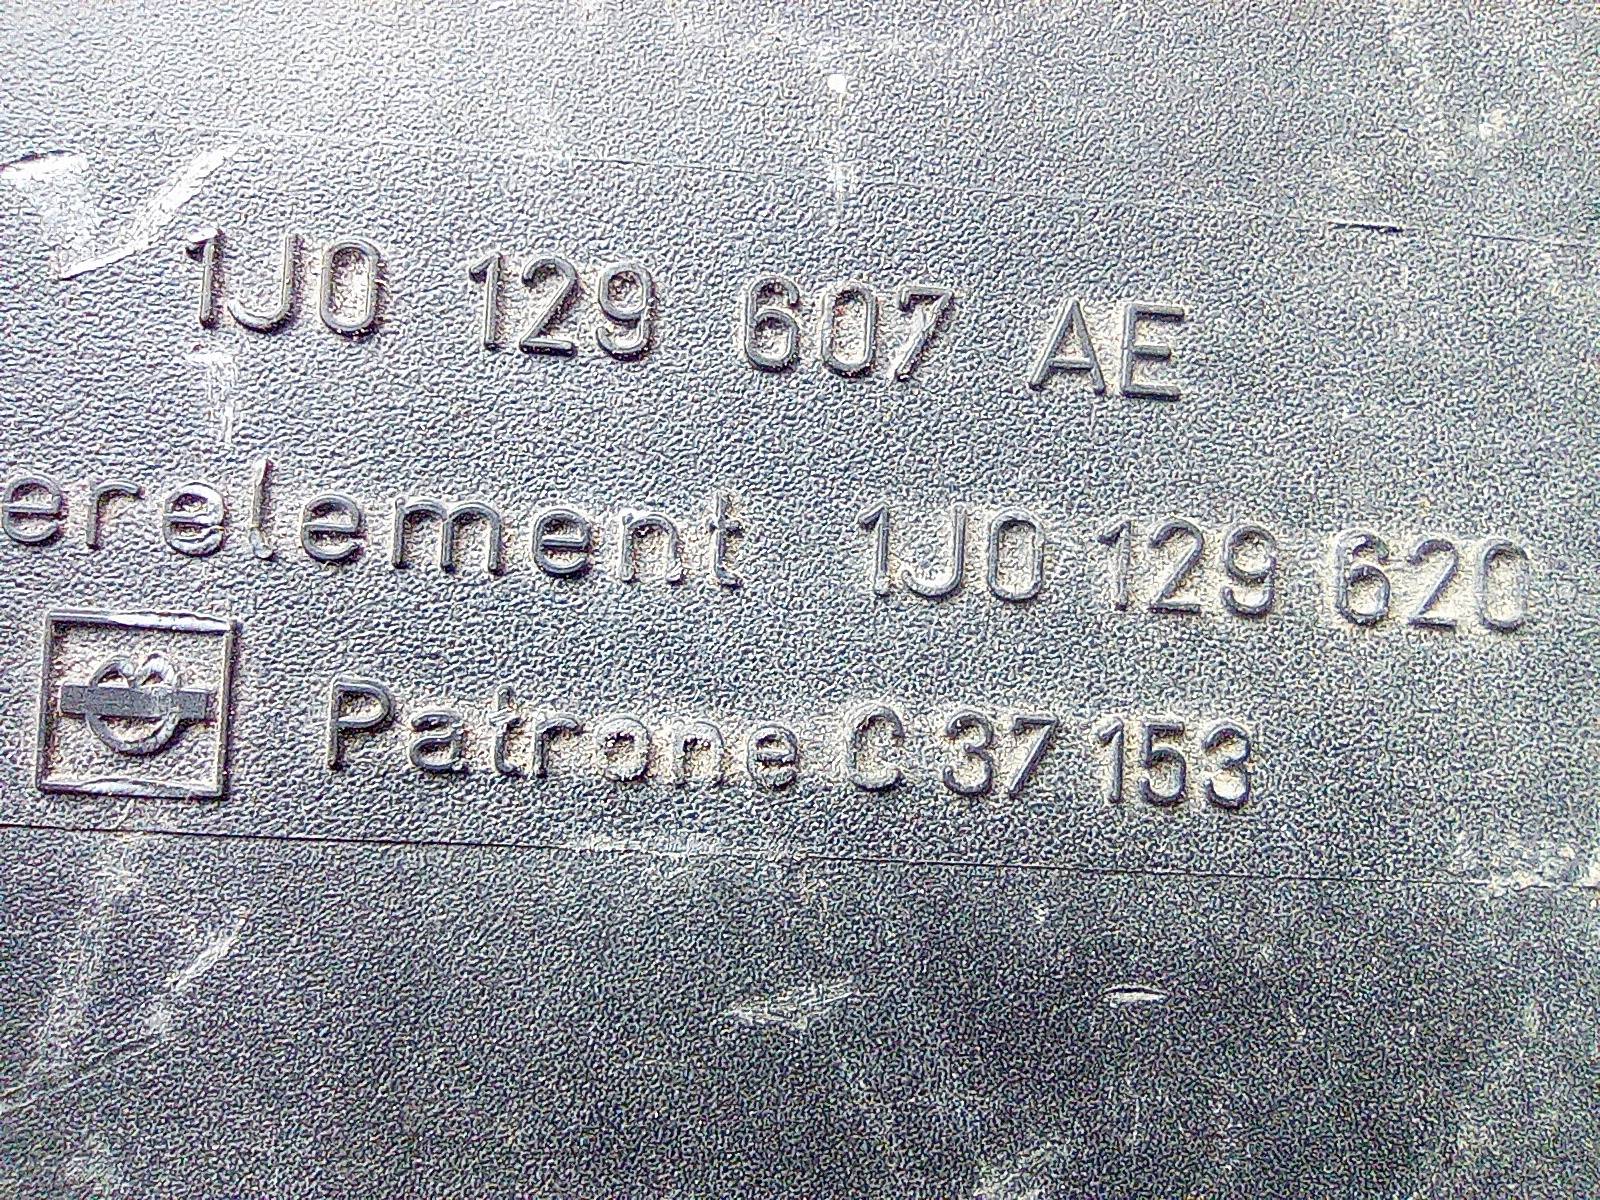 1J0 129 607 AE
erelement 1J0 129 620
Patrone C 37 153